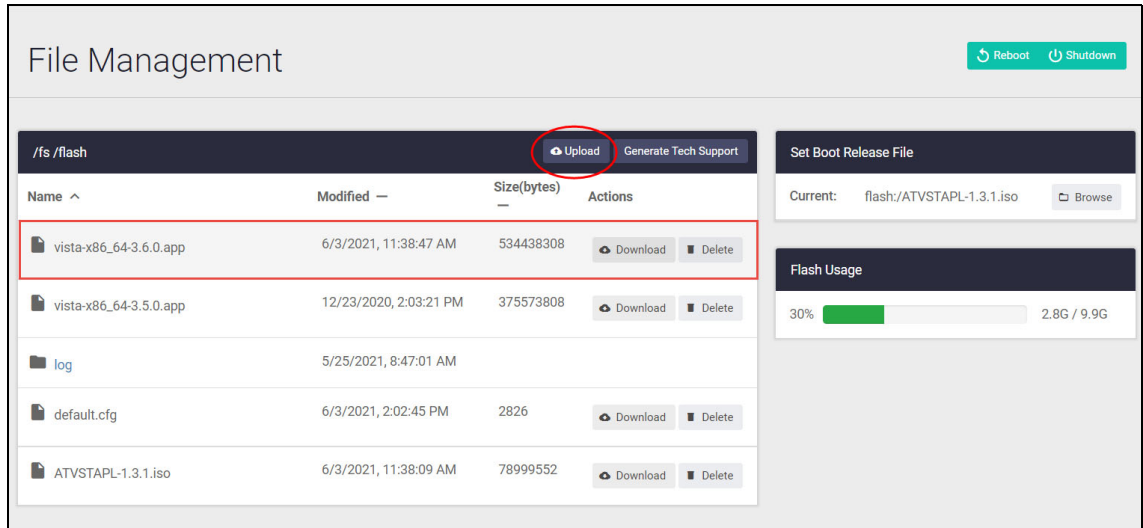 File Management
Reboot Shutdown
/fs /flash Upload Generate Tech Support
Name Modified Size(bytes) Actions
vista-x86_64-3.6.0.app 6/3/2021, 11:38:47 AM 534438308 Download Delete
vista-x86_64-3.5.0.app 12/23/2020, 2:03:21 PM 375573808 Download Delete
log 5/25/2021, 8:47:01 AM
default.cfg 6/3/2021, 2:02:45 PM 2826 Download Delete
ATVSTAPL-1.3.1.iso 6/3/2021, 11:38:09 AM 78999552 Download Delete
Set Boot Release File
Current: flash:/ATVSTAPL-1.3.1.iso Browse
Flash Usage
30% 2.8G / 9.9G